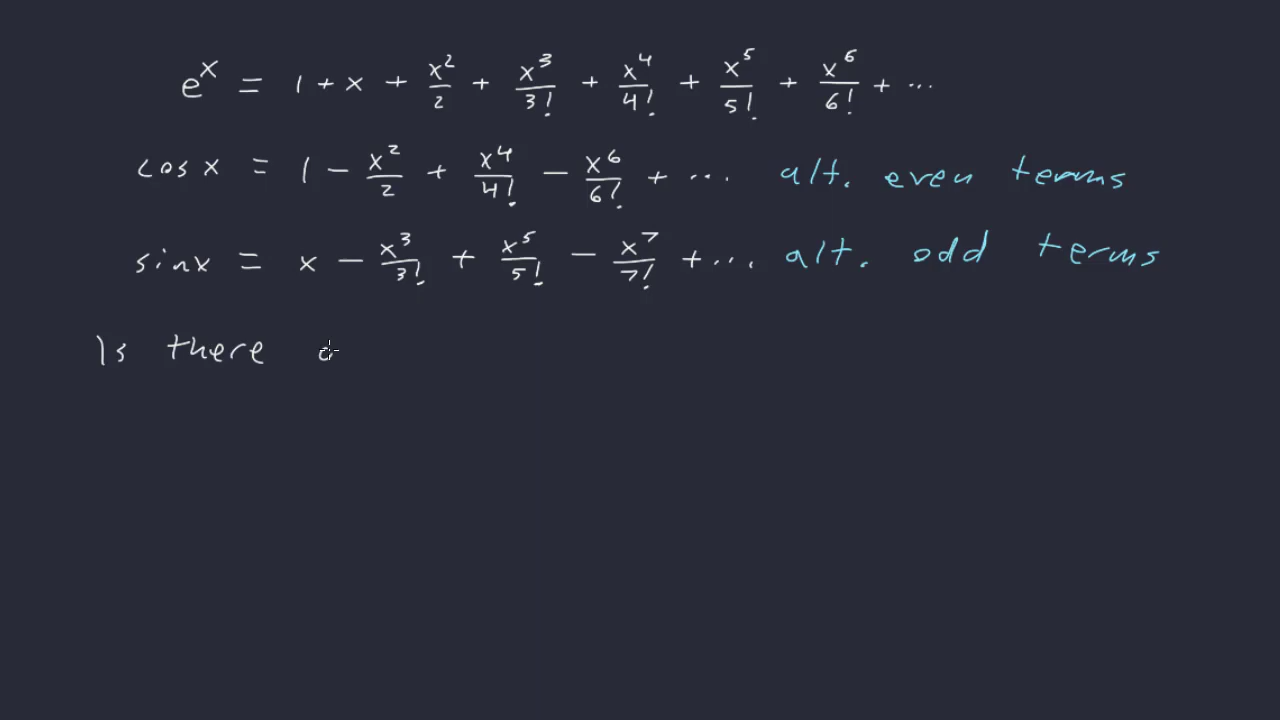 e^x = 1 + x + x^2/2 + x^3/3! + x^4/4! + x^5/5! + x^6/6! + ...
cos x = 1 - x^2/2 + x^4/4! - x^6/6! + ... alt. even terms
sinx = x - x^3/3! + x^5/5! - x^7/7! + ... alt. odd terms
Is there